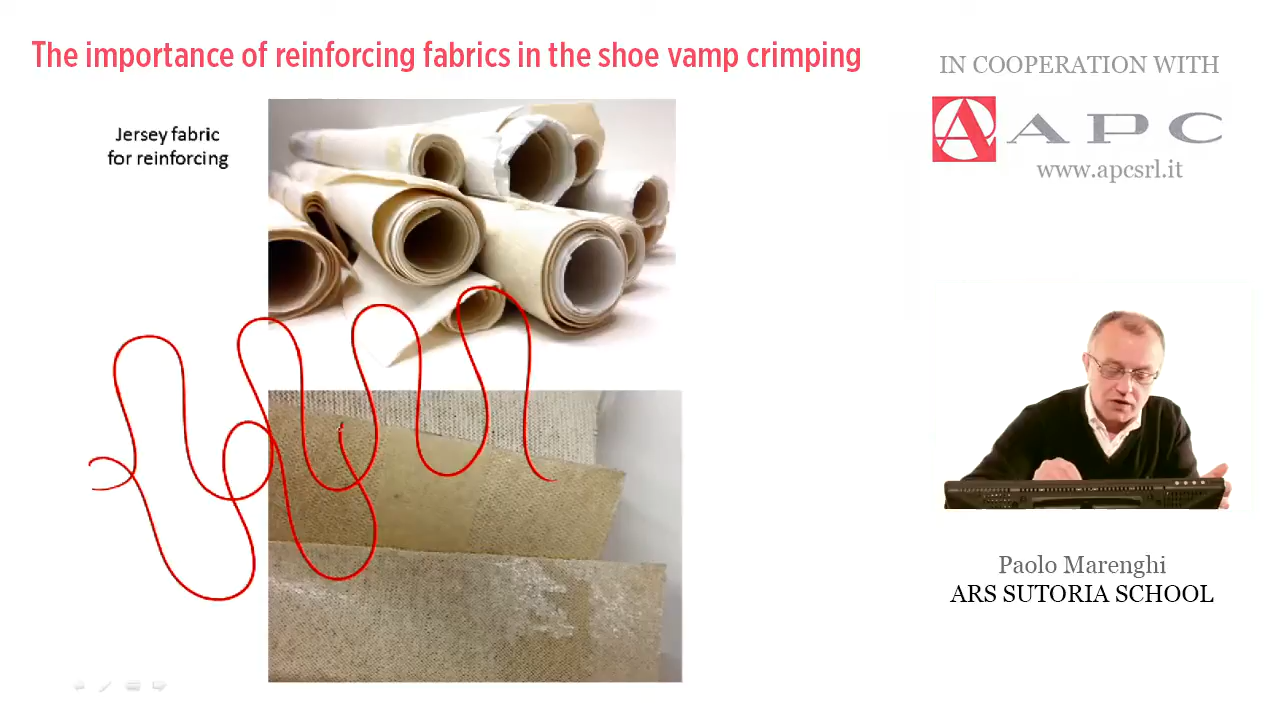 The importance of reinforcing fabrics in the shoe vamp crimping
Jersey fabric
for reinforcing
IN COOPERATION WITH
A APC
www.apcsrl.it
Paolo Marenghi
ARS SUTORIA SCHOOL